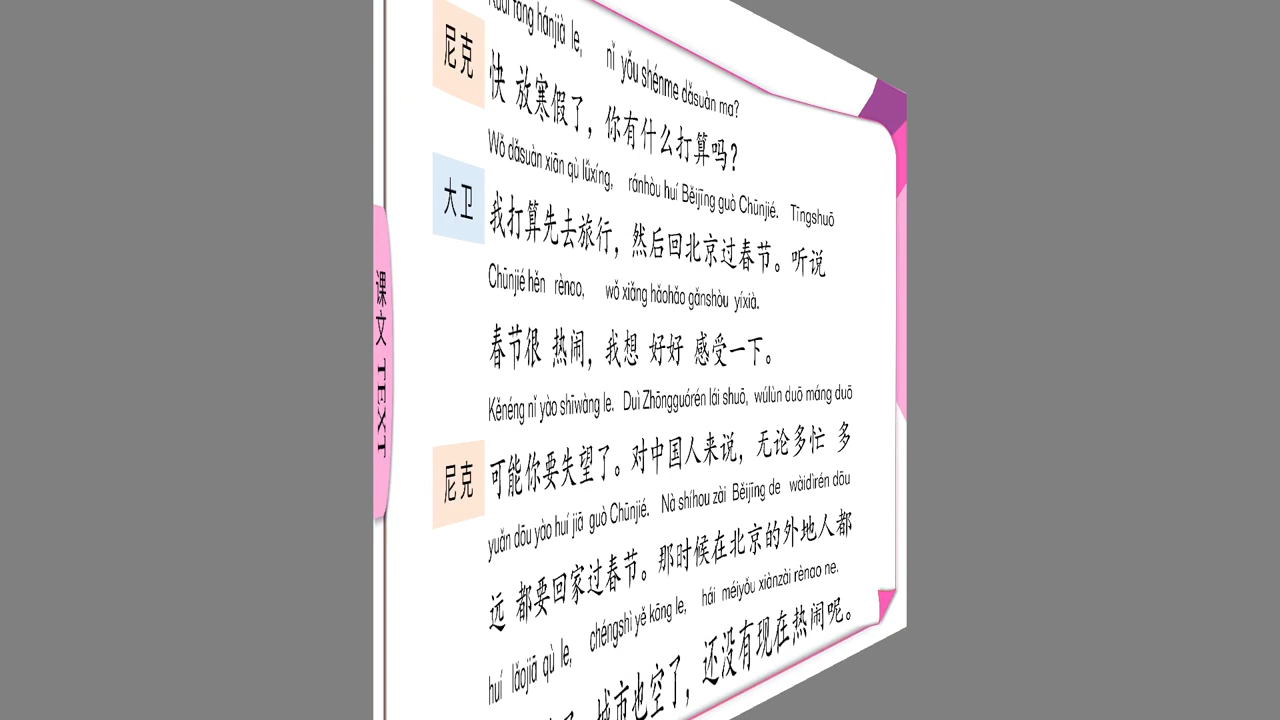 课文 TEXT
fàng hánjià le, nǐ yǒu shénme dǎsuàn ma?
尼克 快 放寒假了，你有什么打算吗？
Wǒ dǎsuàn xiān qù lǚxíng, ránhòu huí Běijīng guò Chūnjié. Tīngshuō
大卫 我打算先去旅行，然后回北京过春节。听说
Chūnjié hěn rènao, wǒ xiǎng hǎohǎo gǎnshòu yíxià.
春节很 热闹，我想 好好 感受一下。
Kěnéng nǐ yào shīwàng le. Duì Zhōngguórén lái shuō, wúlùn duō máng duō
尼克 可能你要失望了。对中国人来说，无论多忙 多
yuǎn dōu yào huí jiā guò Chūnjié. Nà shíhou zài Běijīng de wàidìrén dōu
远 都要回家过春节。那时候在北京的外地人都
huí lǎojiā qù le, chéngshì yě kōng le, hái méiyǒu xiànzài rènao ne.
城市也空了，还没有现在热闹呢。